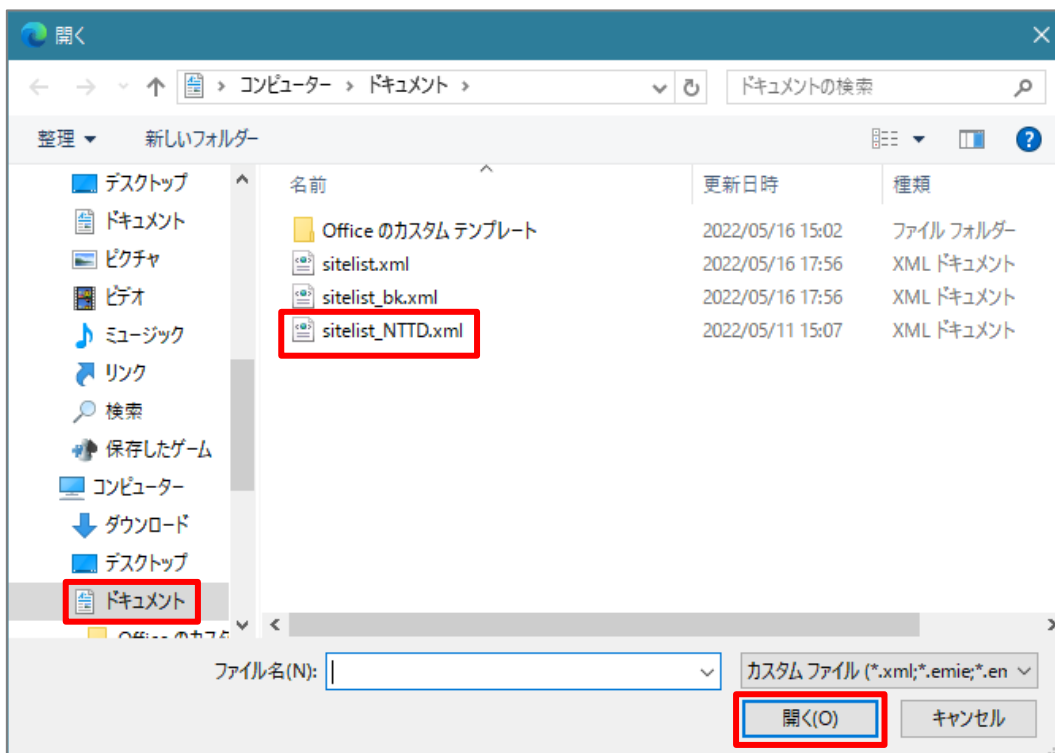 開く
コンピューター > ドキュメント >
ドキュメントの検索
整理
新しいフォルダー
デスクトップ
ドキュメント
ピクチャ
ビデオ
ミュージック
リンク
検索
保存したゲーム
コンピューター
ダウンロード
デスクトップ
ドキュメント
Office のカスタ
名前 更新日時 種類
Office のカスタム テンプレート 2022/05/16 15:02 ファイル フォルダー
sitelist.xml 2022/05/16 17:56 XML ドキュメント
sitelist_bk.xml 2022/05/16 17:56 XML ドキュメント
sitelist_NTTD.xml 2022/05/11 15:07 XML ドキュメント
ファイル名(N):
カスタム ファイル (*.xml;*.emie;*.en
開く(O)
キャンセル